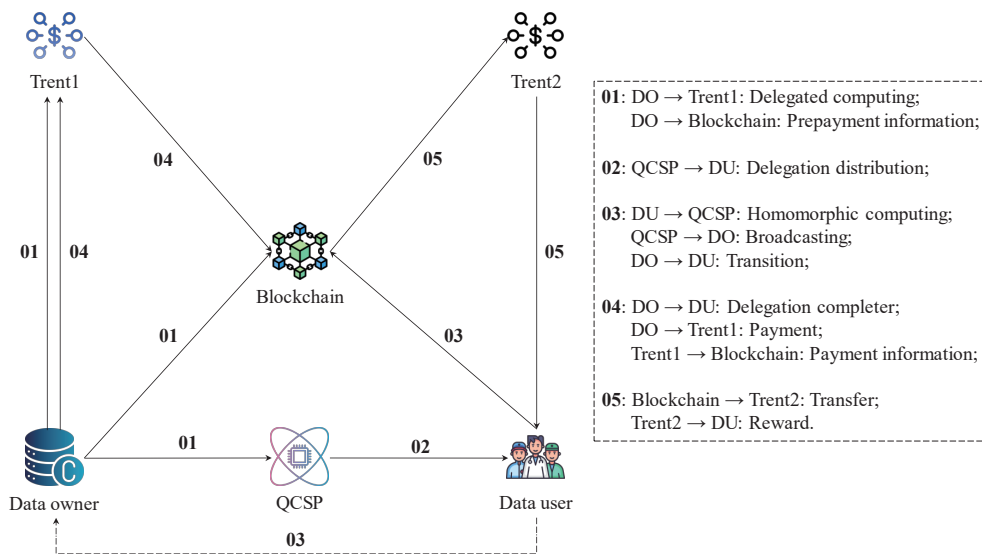 Trent1
Trent2
04
05
01
04
05
Blockchain
01
03
01
02
C
Data owner
QCSP
Data user
03
01: DO → Trent1: Delegated computing;
DO → Blockchain: Prepayment information;
02: QCSP → DU: Delegation distribution;
03: DU → QCSP: Homomorphic computing;
QCSP → DO: Broadcasting;
DO → DU: Transition;
04: DO → DU: Delegation completer;
DO → Trent1: Payment;
Trent1 → Blockchain: Payment information;
05: Blockchain → Trent2: Transfer;
Trent2 → DU: Reward.